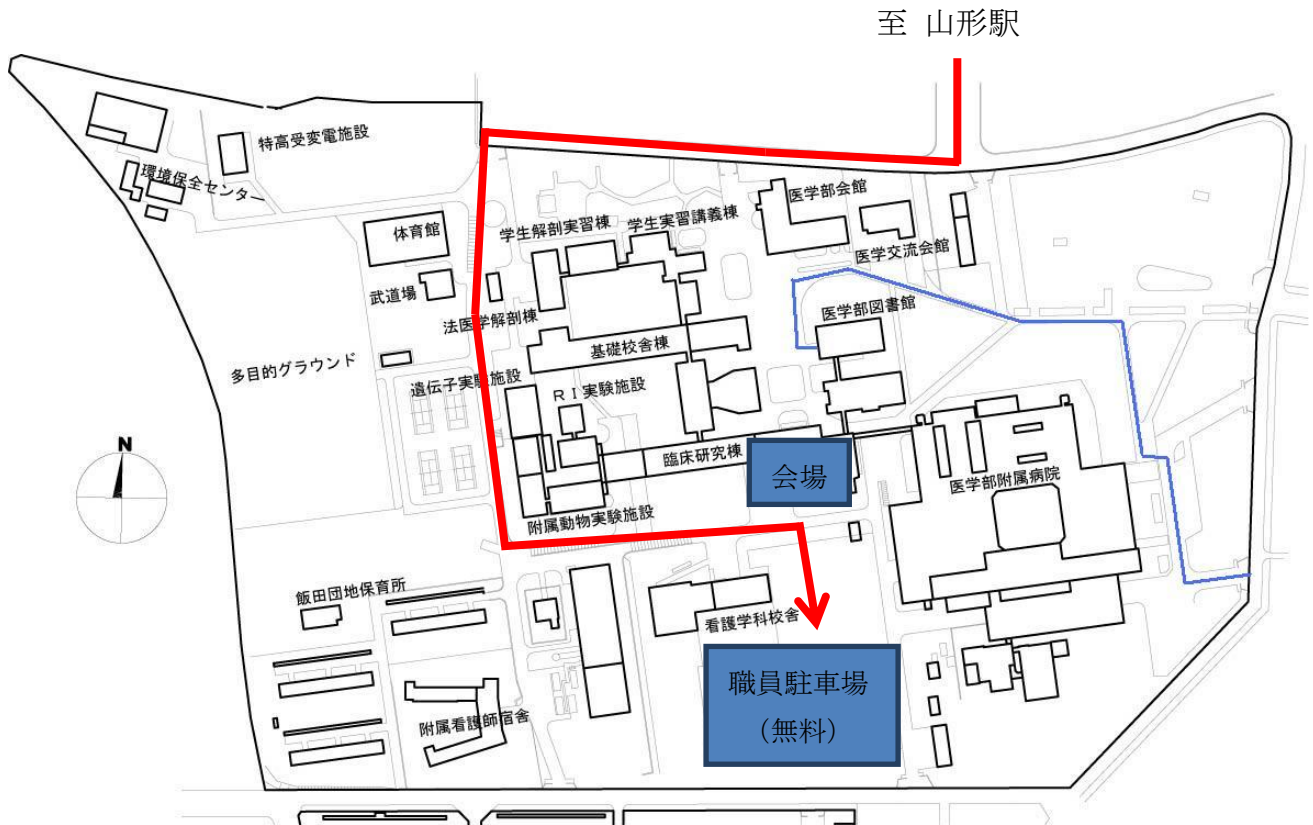 至 山形駅
特高受変電施設
環境保全センター
体育館
学生解剖実習棟
学生実習講義棟
医学部会館
医学交流会館
武道場
法医学解剖棟
医学部図書館
多目的グラウンド
基礎校舎棟
遺伝子実験施設
ＲＩ実験施設
N
臨床研究棟
会場
医学部附属病院
附属動物実験施設
飯田団地保育所
看護学科校舎
職員駐車場
（無料）
附属看護師宿舎